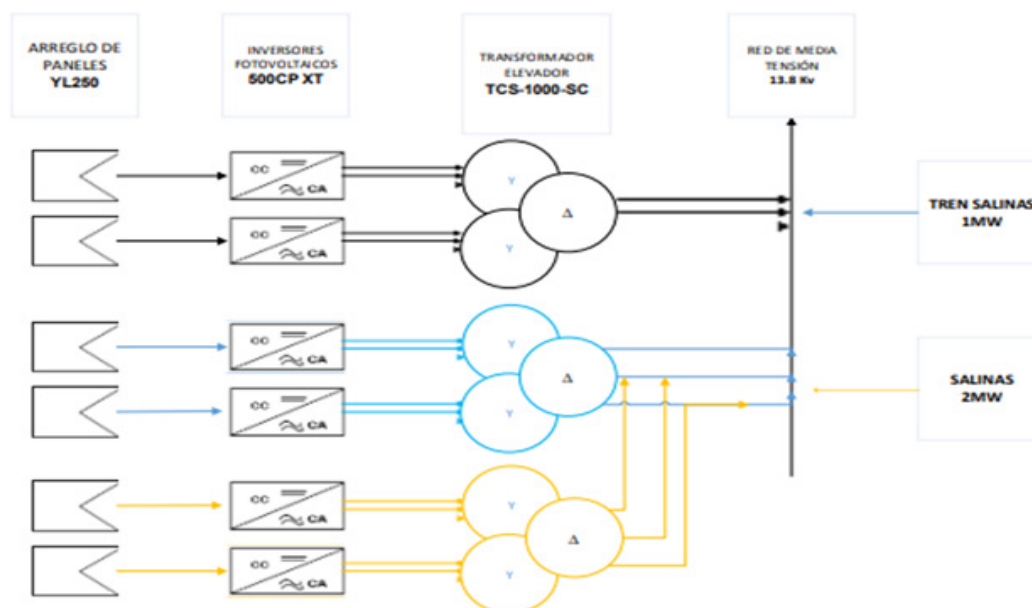 ARREGLO DE
PANELES
YL250
INVERSORES
FOTOVOLTAICOS
500CP XT
TRANSFORMADOR
ELEVADOR
TCS-1000-SC
RED DE MEDIA
TENSIÓN
13.8 Kv
CC
CA
Y
CC
CA
Y
Δ
TREN SALINAS
1MW
CC
CA
Y
CC
CA
Y
Δ
SALINAS
2MW
CC
CA
Y
CC
CA
Y
Δ